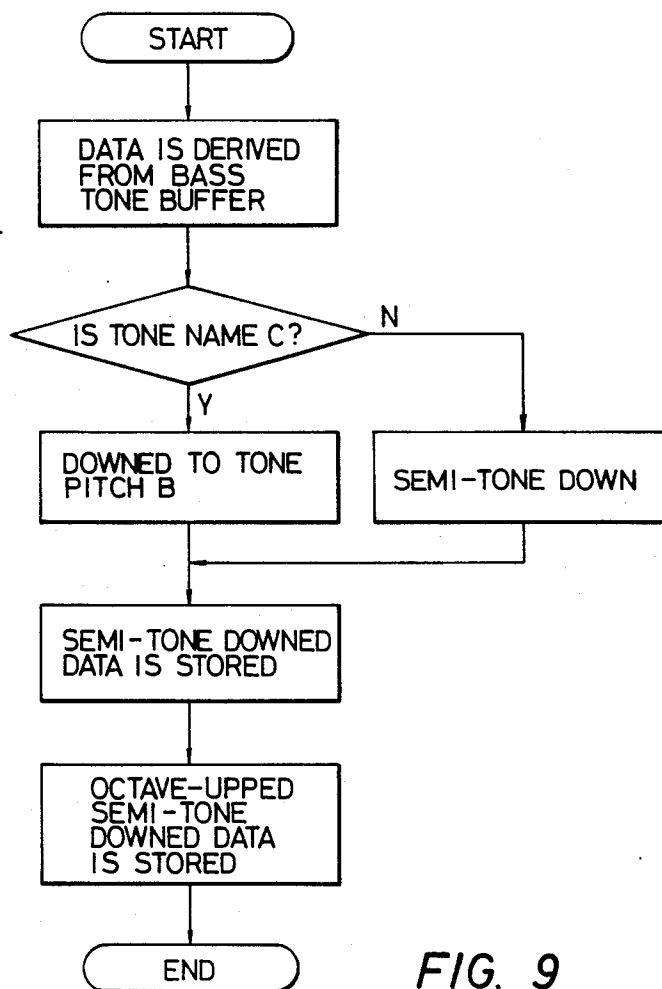 START
DATA IS DERIVED
FROM BASS
TONE BUFFER
IS TONE NAME C?
N
Y
DOWNED TO TONE
PITCH B
SEMI-TONE DOWN
SEMI-TONE DOWNED
DATA IS STORED
OCTAVE-UPPED
SEMI-TONE
DOWNED DATA
IS STORED
END
FIG. 9